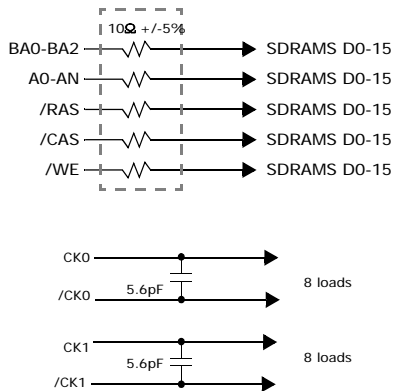 10Ω +/-5%
BA0-BA2 SDRAMS D0-15
A0-AN SDRAMS D0-15
/RAS SDRAMS D0-15
/CAS SDRAMS D0-15
/WE SDRAMS D0-15
CK0
5.6pF 8 loads
/CK0
CK1
5.6pF 8 loads
/CK1